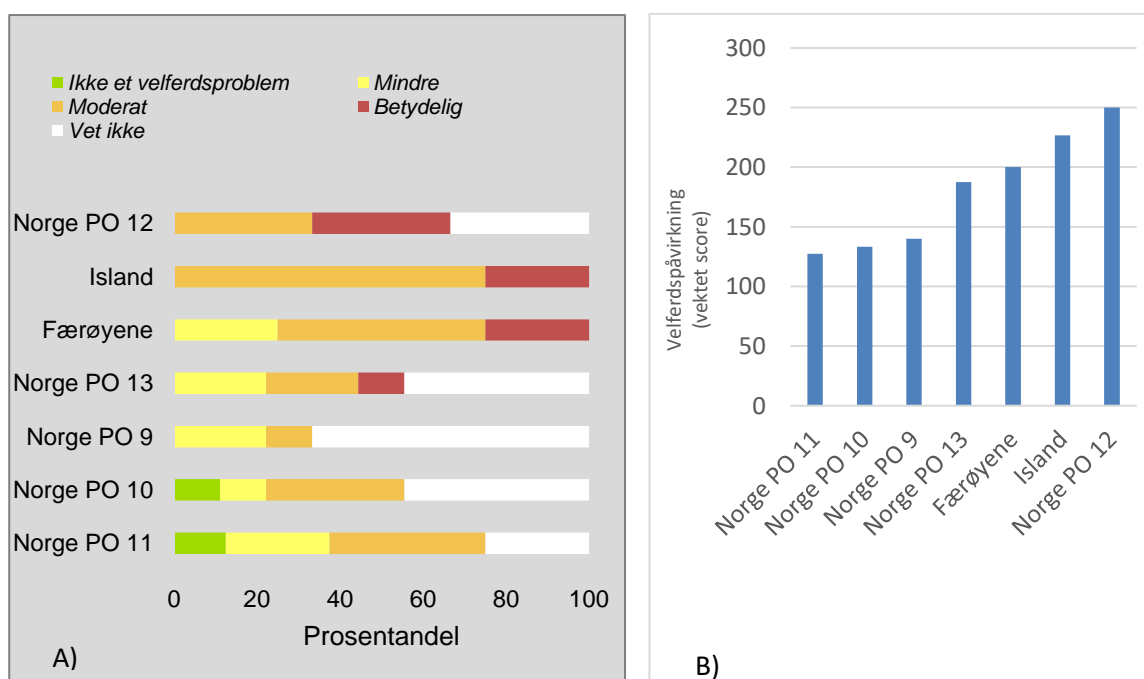 Ikke et velferdsproblem Mindre
Moderat Betydelig
Vet ikke
Norge PO 12
Island
Færøyene
Norge PO 13
Norge PO 9
Norge PO 10
Norge PO 11
0 20 40 60 80 100
Prosentandel
A)
300
250
200
150
100
50
0
Velferdspåvirkning
(vektet score)
Norge PO 11
Norge PO 10
Norge PO 9
Norge PO 13
Færøyene
Island
Norge PO 12
B)